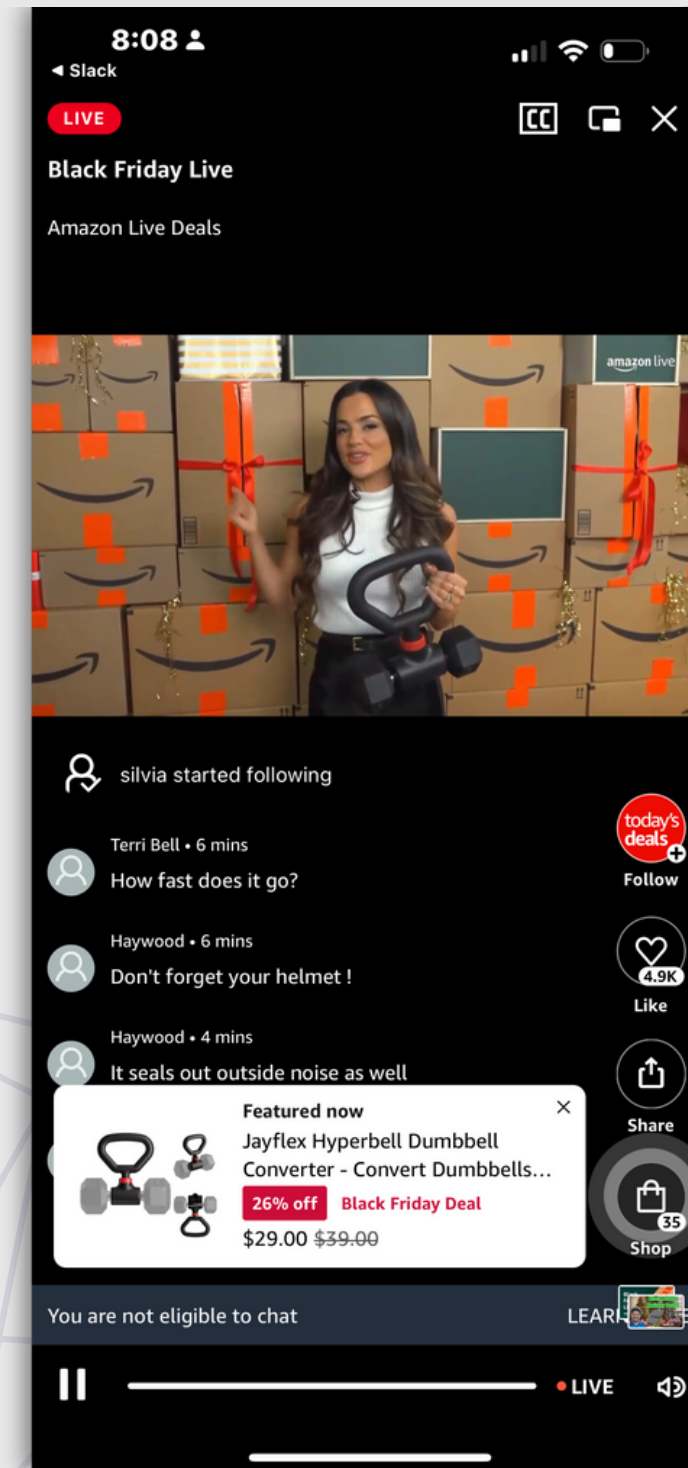 8:08
◀ Slack
LIVE
CC
Black Friday Live
Amazon Live Deals
amazon live
silvia started following
Terri Bell • 6 mins
How fast does it go?
Haywood • 6 mins
Don't forget your helmet !
Haywood • 4 mins
It seals out outside noise as well
today's
deals
Follow
4.9K
Like
Share
35
Shop
Featured now
Jayflex Hyperbell Dumbbell
Converter - Convert Dumbbells...
26% off Black Friday Deal
$29.00 $39.00
You are not eligible to chat
LIVE